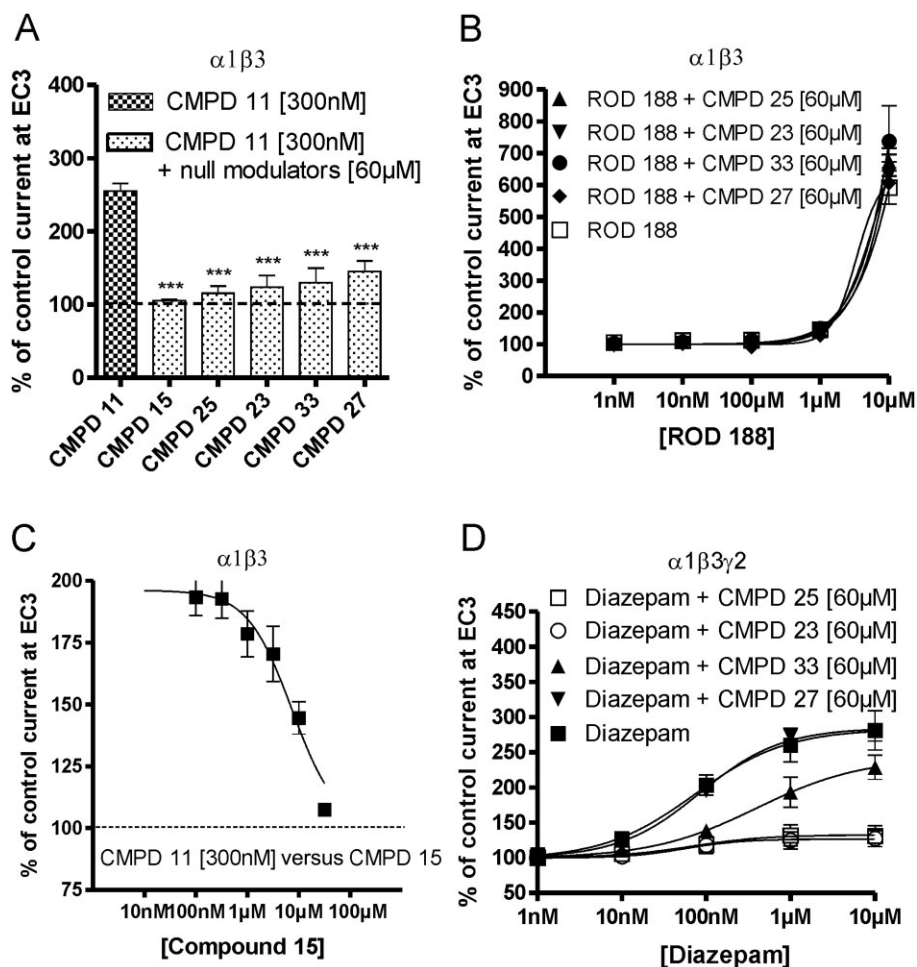 A
α1β3
% of control current at EC3
400
300
200
100
0
CMPD 11 [300nM]
CMPD 11 [300nM]
+ null modulators [60µM]
***
***
***
***
***
CMPD 11
CMPD 15
CMPD 25
CMPD 23
CMPD 33
CMPD 27
B
α1β3
% of control current at EC3
900
800
700
600
500
400
300
200
100
0
ROD 188 + CMPD 25 [60µM]
ROD 188 + CMPD 23 [60µM]
ROD 188 + CMPD 33 [60µM]
ROD 188 + CMPD 27 [60µM]
ROD 188
1nM 10nM 100µM 1µM 10µM
[ROD 188]
C
α1β3
% of control current at EC3
200
175
150
125
100
75
CMPD 11 [300nM] versus CMPD 15
10nM 100nM 1µM 10µM 100µM
[Compound 15]
D
α1β3γ2
% of control current at EC3
450
400
350
300
250
200
150
100
50
Diazepam + CMPD 25 [60µM]
Diazepam + CMPD 23 [60µM]
Diazepam + CMPD 33 [60µM]
Diazepam + CMPD 27 [60µM]
Diazepam
1nM 10nM 100nM 1µM 10µM
[Diazepam]